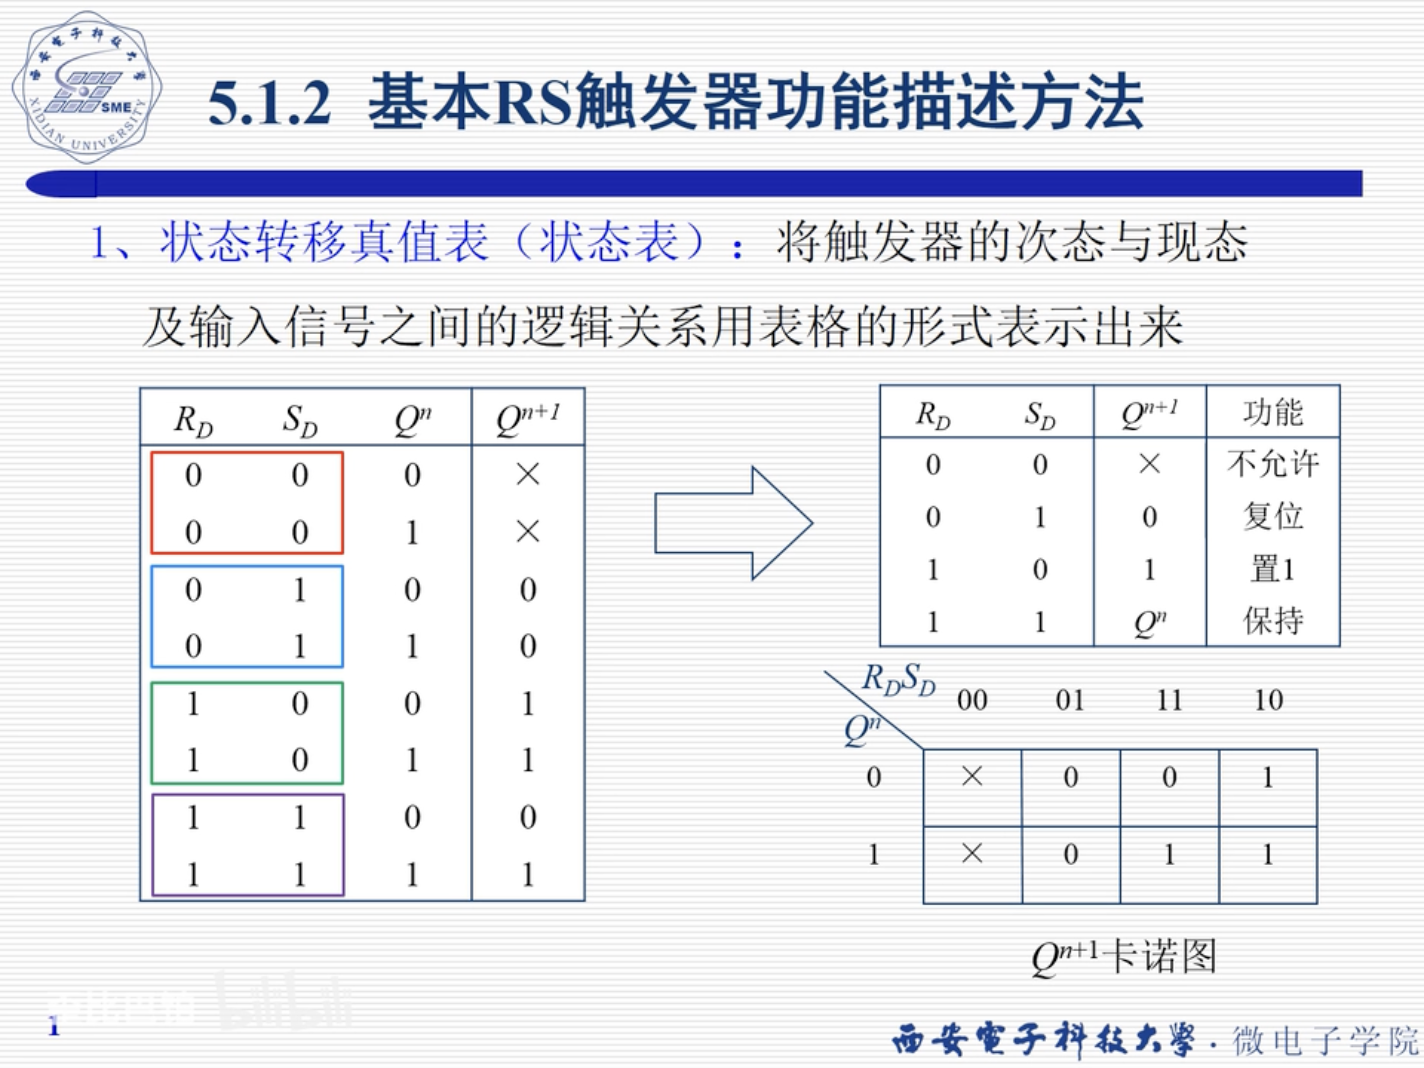 西安电子科技大学
SME
XIDIAN UNIVERSITY
5.1.2 基本RS触发器功能描述方法
1、状态转移真值表（状态表）：将触发器的次态与现态
及输入信号之间的逻辑关系用表格的形式表示出来
R_D S_D Q^n Q^{n+1}
0 0 0 ×
0 0 1 ×
0 1 0 0
0 1 1 0
1 0 0 1
1 0 1 1
1 1 0 0
1 1 1 1
R_D S_D Q^{n+1} 功能
0 0 × 不允许
0 1 0 复位
1 0 1 置1
1 1 Q^n 保持
R_DS_D 00 01 11 10
Q^n
0 × 0 0 1
1 × 0 1 1
Q^{n+1}卡诺图
bilibili
1
西安電子科技大學·微电子学院